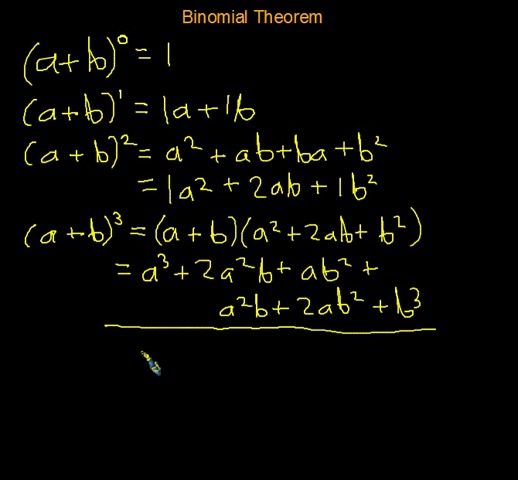 Binomial Theorem
(a+b)⁰ = 1
(a+b)¹ = 1a+1b
(a+b)² = a² + ab+ba+b²
= 1a² + 2ab + 1b²
(a+b)³ = (a+b)(a²+2ab+b²)
= a³ + 2a²b + ab² +
a²b + 2ab² + b³